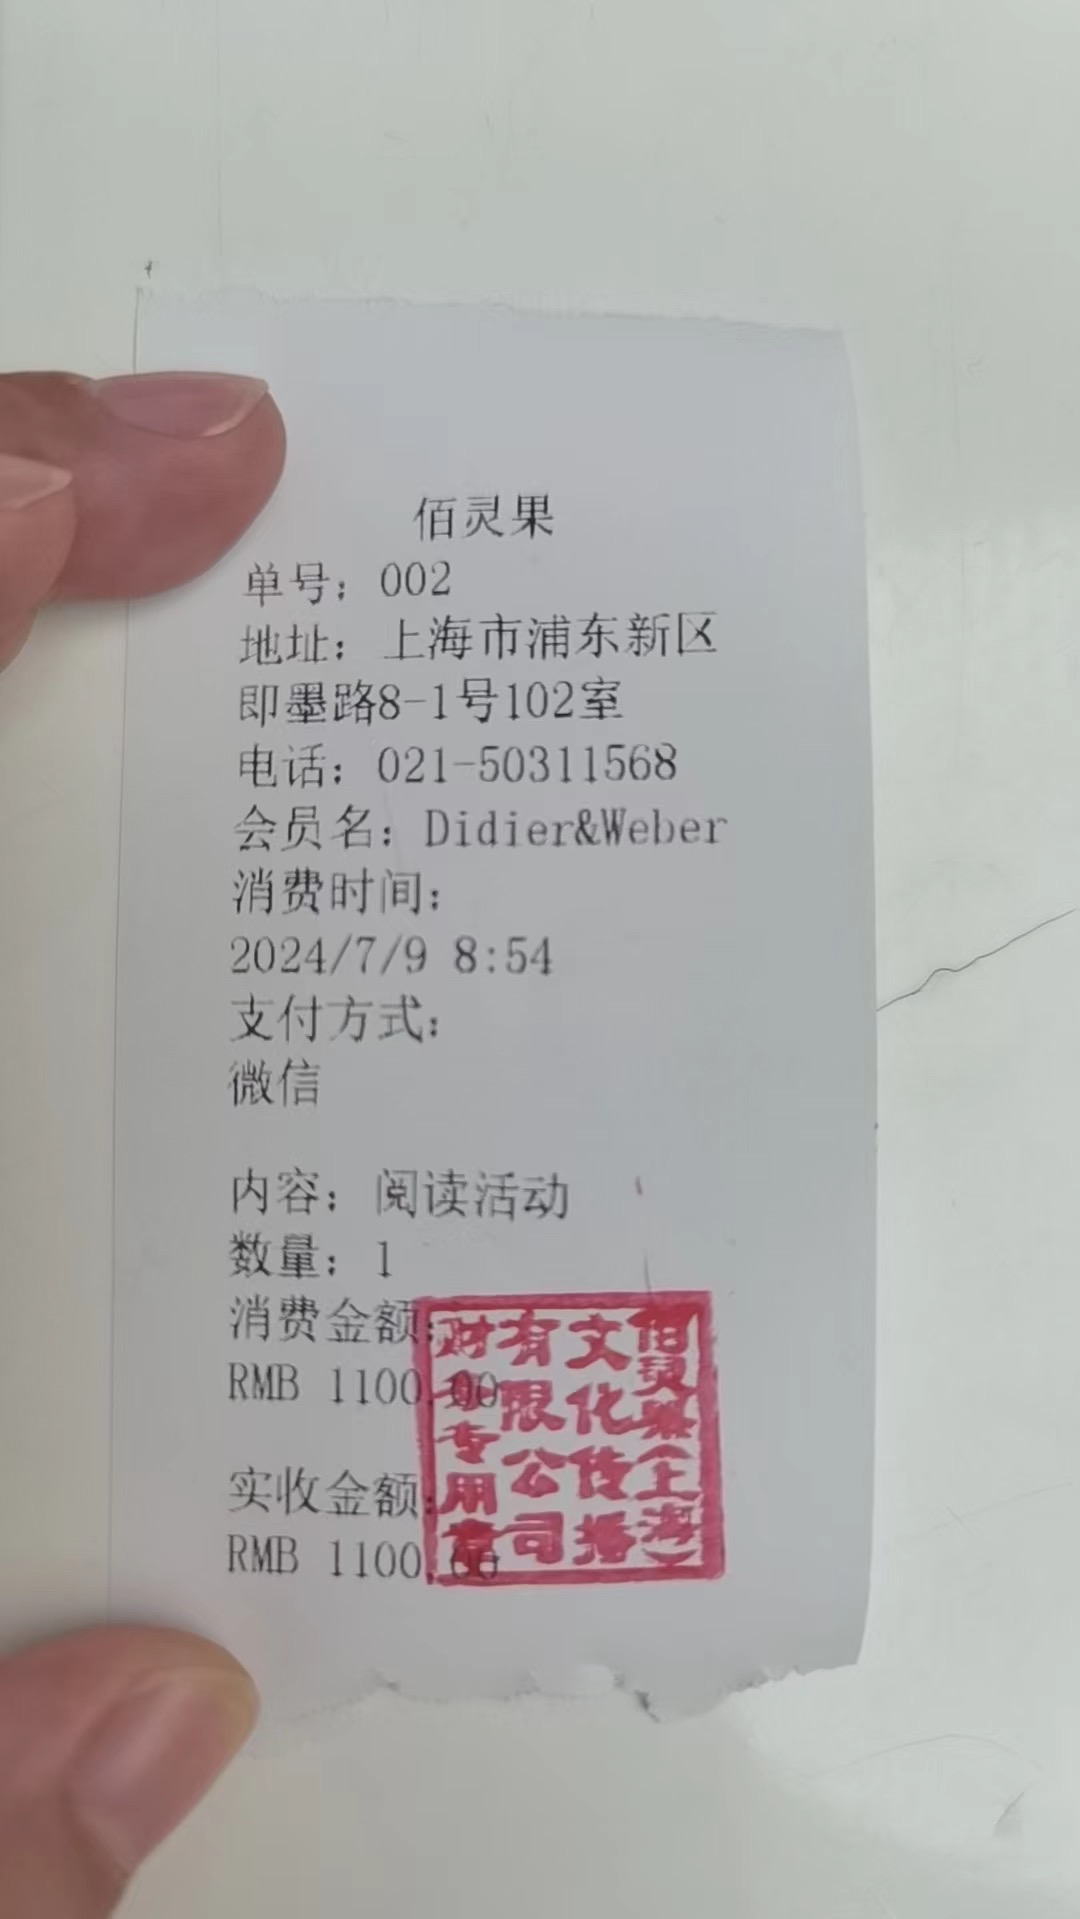 佰灵果
单号：002
地址：上海市浦东新区
即墨路8-1号102室
电话：021-50311568
会员名：Didier&Weber
消费时间：
2024/7/9 8:54
支付方式：
微信
内容：阅读活动
数量：1
消费金额：
RMB 1100.00
实收金额：
RMB 1100.00
佰灵果（上海）
文化传播
有限公司
财务专用章